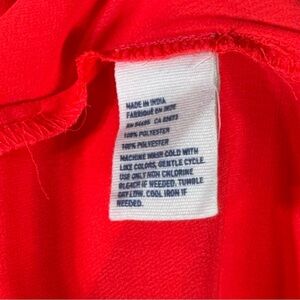 MADE IN INDIA
FABRIQUÉ EN INDE
100% POLYESTER
100% POLYESTER
MACHINE WASH COLD WITH
LIKE COLORS, GENTLE CYCLE.
USE ONLY NON CHLORINE
BLEACH IF NEEDED. TUMBLE
DRY LOW. COOL IRON IF
NEEDED.